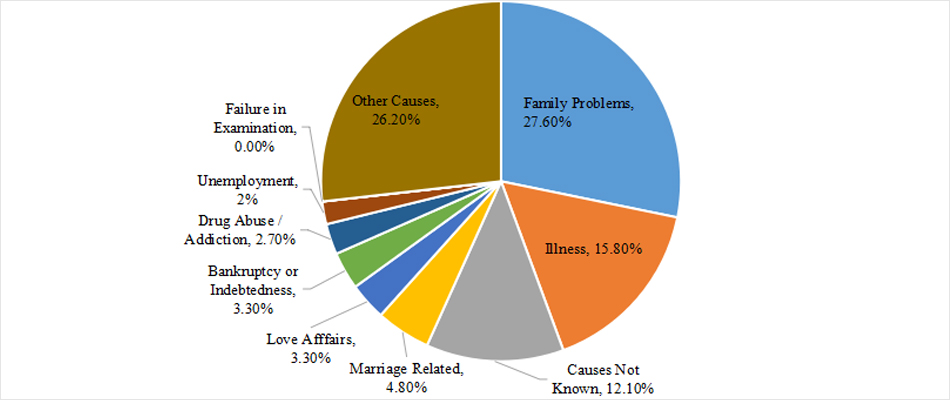 Family Problems,
27.60%
Illness, 15.80%
Causes Not
Known, 12.10%
Marriage Related,
4.80%
Love Afffairs,
3.30%
Bankruptcy or
Indebtedness,
3.30%
Drug Abuse /
Addiction, 2.70%
Unemployment,
2%
Failure in
Examination,
0.00%
Other Causes,
26.20%